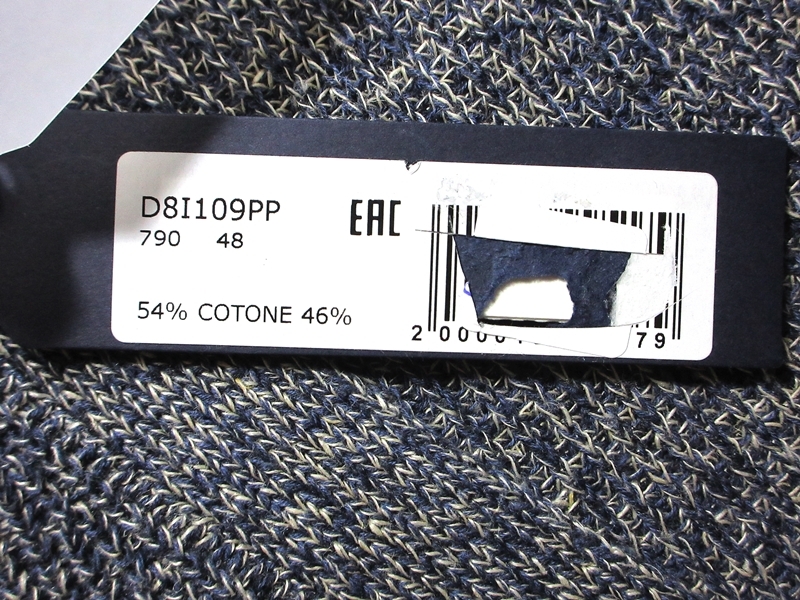 D8I109PP
EAC
790 48
54% COTONE 46%
2 0000 79